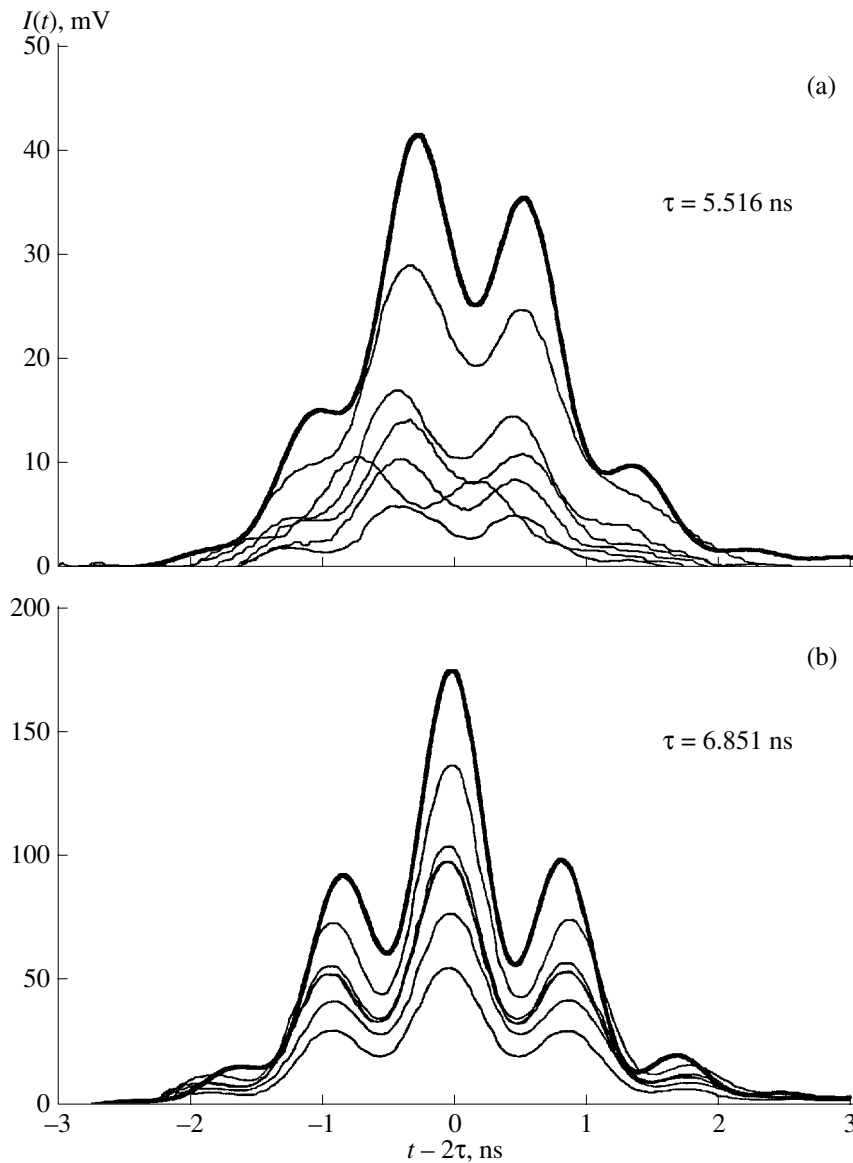 I(t), mV
50
(a)
40
τ = 5.516 ns
30
20
10
0
200
(b)
150
τ = 6.851 ns
100
50
0
–3 –2 –1 0 1 2 3
t – 2τ, ns